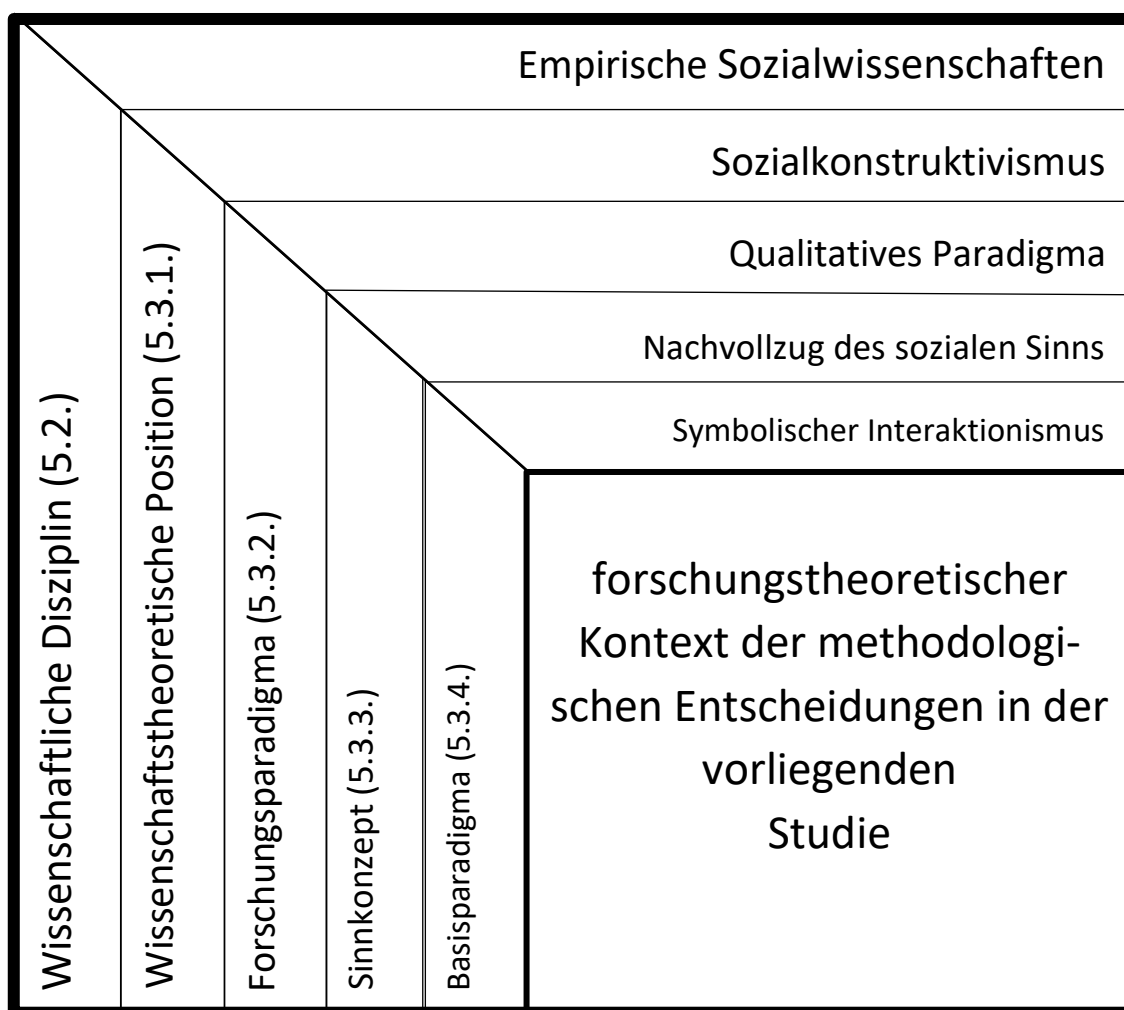 Empirische Sozialwissenschaften
Sozialkonstruktivismus
Qualitatives Paradigma
Nachvollzug des sozialen Sinns
Symbolischer Interaktionismus
Wissenschaftliche Disziplin (5.2.)
Wissenschaftstheoretische Position (5.3.1.)
Forschungsparadigma (5.3.2.)
Sinnkonzept (5.3.3.)
Basisparadigma (5.3.4.)
forschungstheoretischer
Kontext der methodologi-
schen Entscheidungen in der
vorliegenden
Studie